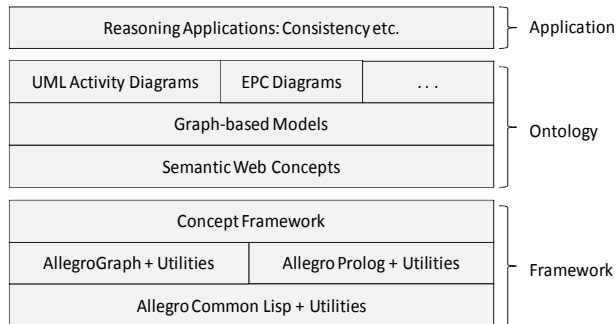 Reasoning Applications: Consistency etc.
Application
UML Activity Diagrams
EPC Diagrams
. . .
Graph-based Models
Ontology
Semantic Web Concepts
Concept Framework
AllegroGraph + Utilities
Allegro Prolog + Utilities
Framework
Allegro Common Lisp + Utilities